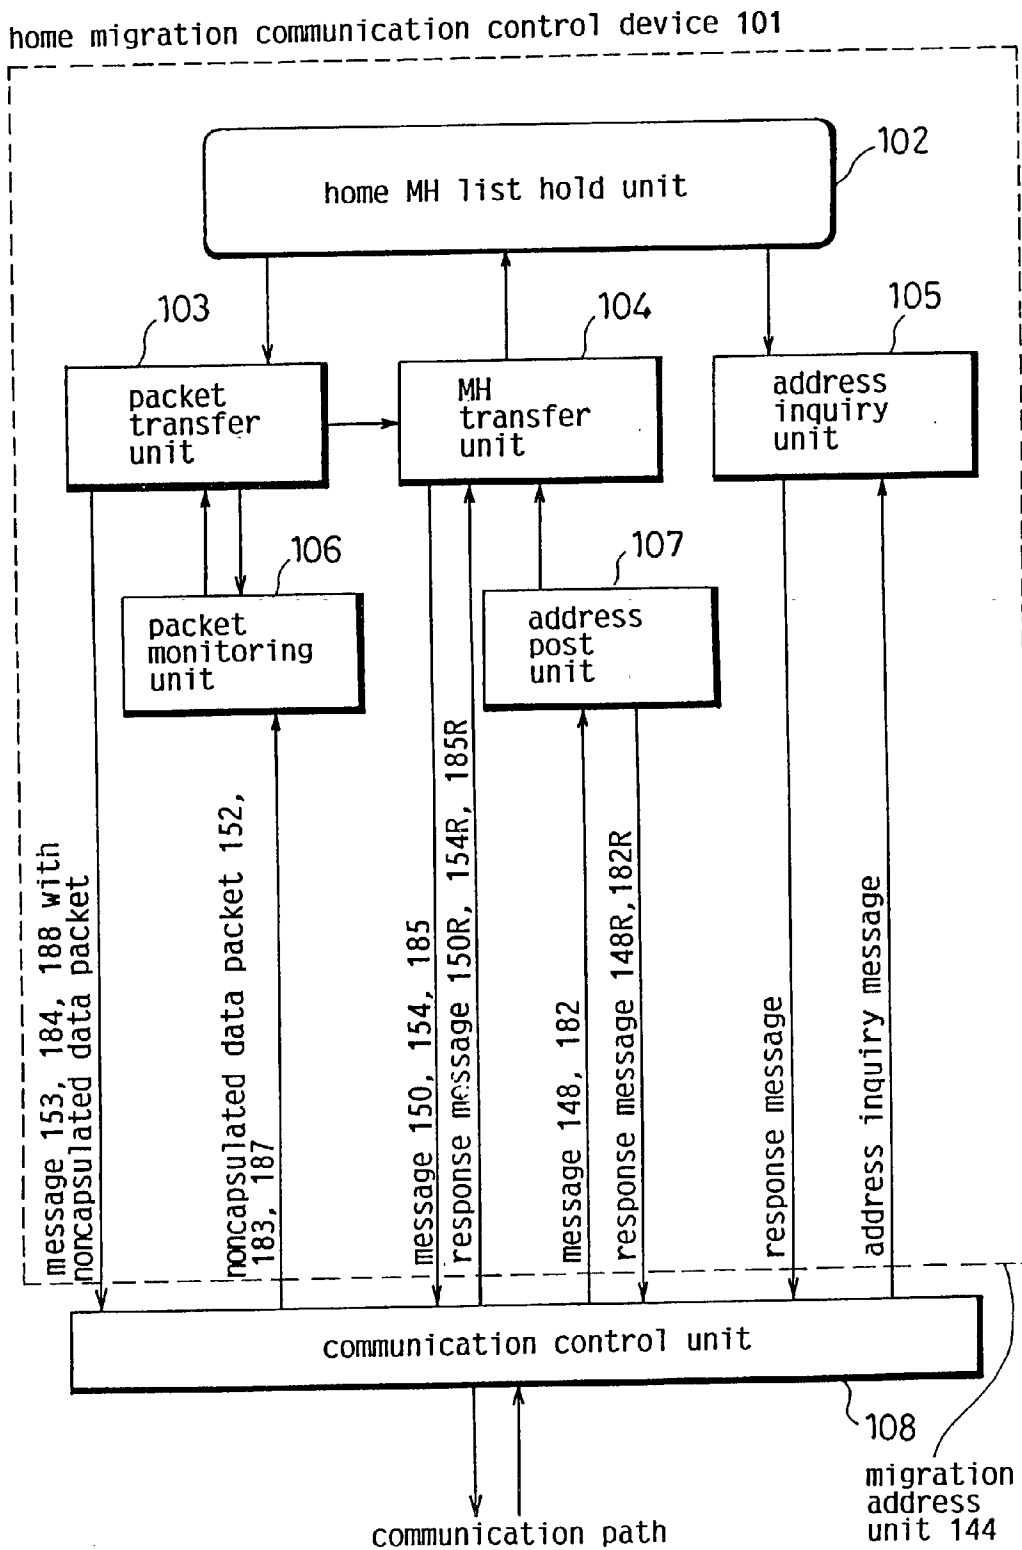 home migration communication control device 101
102
home MH list hold unit
103
104
105
packet
transfer
unit
MH
transfer
unit
address
inquiry
unit
106
107
packet
monitoring
unit
address
post
unit
message 153, 184, 188 with
noncapsulated data packet
noncapsulated data packet 152,
183, 187
message 150, 154, 185
response message 150R, 154R, 185R
message 148, 182
response message 148R,182R
response message
address inquiry message
communication control unit
108
migration
address
unit 144
communication path